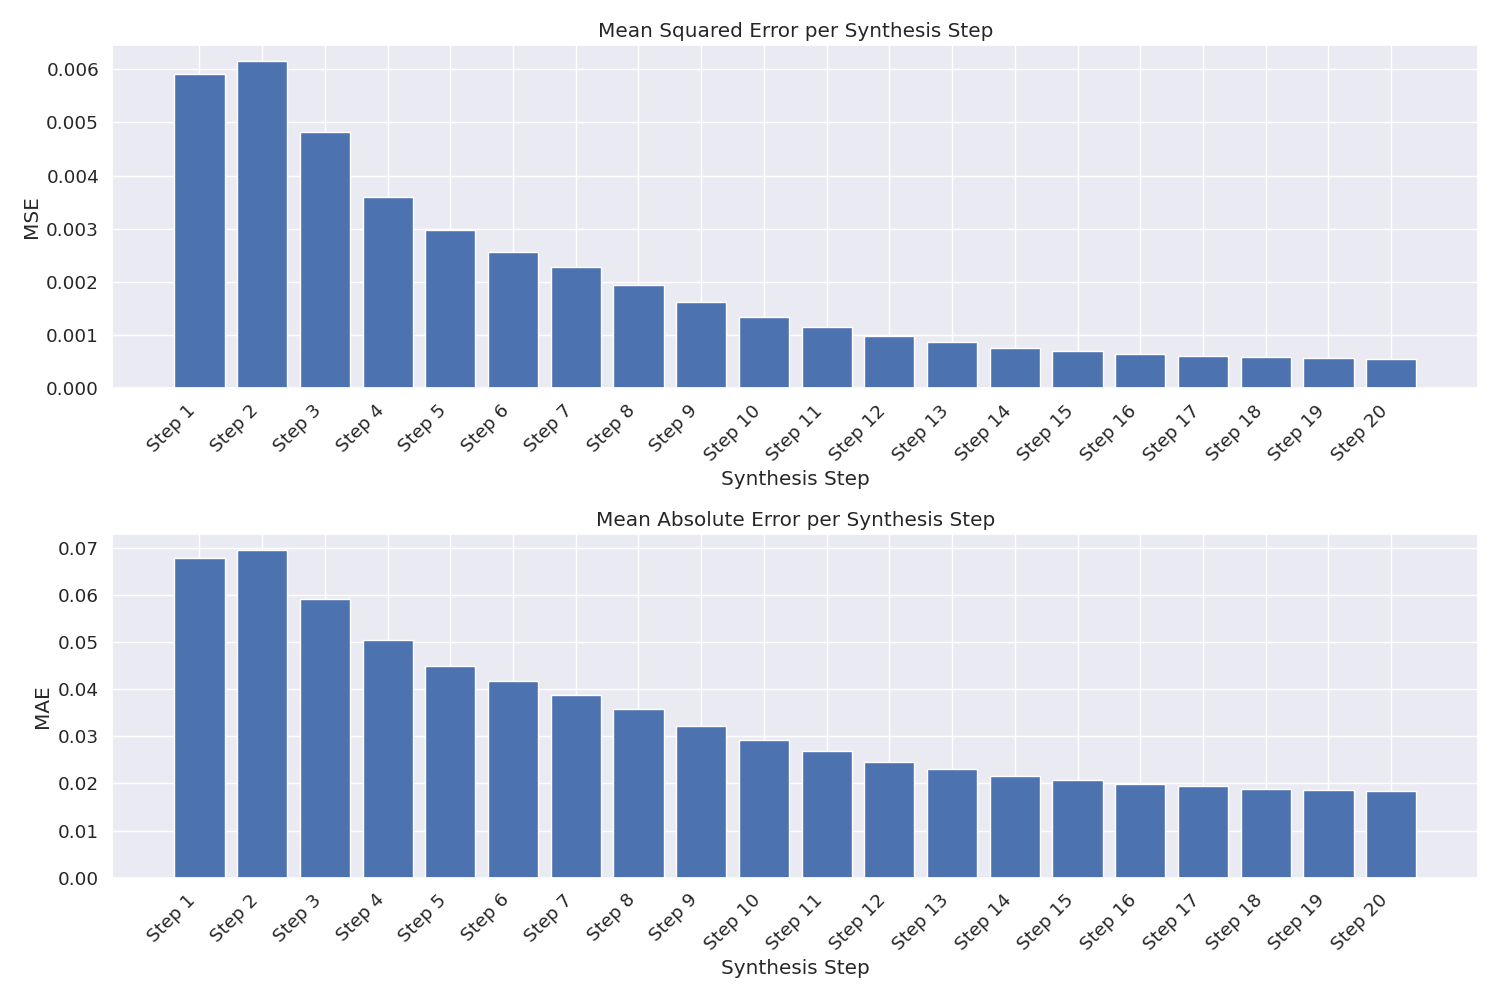 Mean Squared Error per Synthesis Step
MSE
0.006
0.005
0.004
0.003
0.002
0.001
0.000
Step 1
Step 2
Step 3
Step 4
Step 5
Step 6
Step 7
Step 8
Step 9
Step 10
Step 11
Step 12
Step 13
Step 14
Step 15
Step 16
Step 17
Step 18
Step 19
Step 20
Synthesis Step
Mean Absolute Error per Synthesis Step
MAE
0.07
0.06
0.05
0.04
0.03
0.02
0.01
0.00
Step 1
Step 2
Step 3
Step 4
Step 5
Step 6
Step 7
Step 8
Step 9
Step 10
Step 11
Step 12
Step 13
Step 14
Step 15
Step 16
Step 17
Step 18
Step 19
Step 20
Synthesis Step